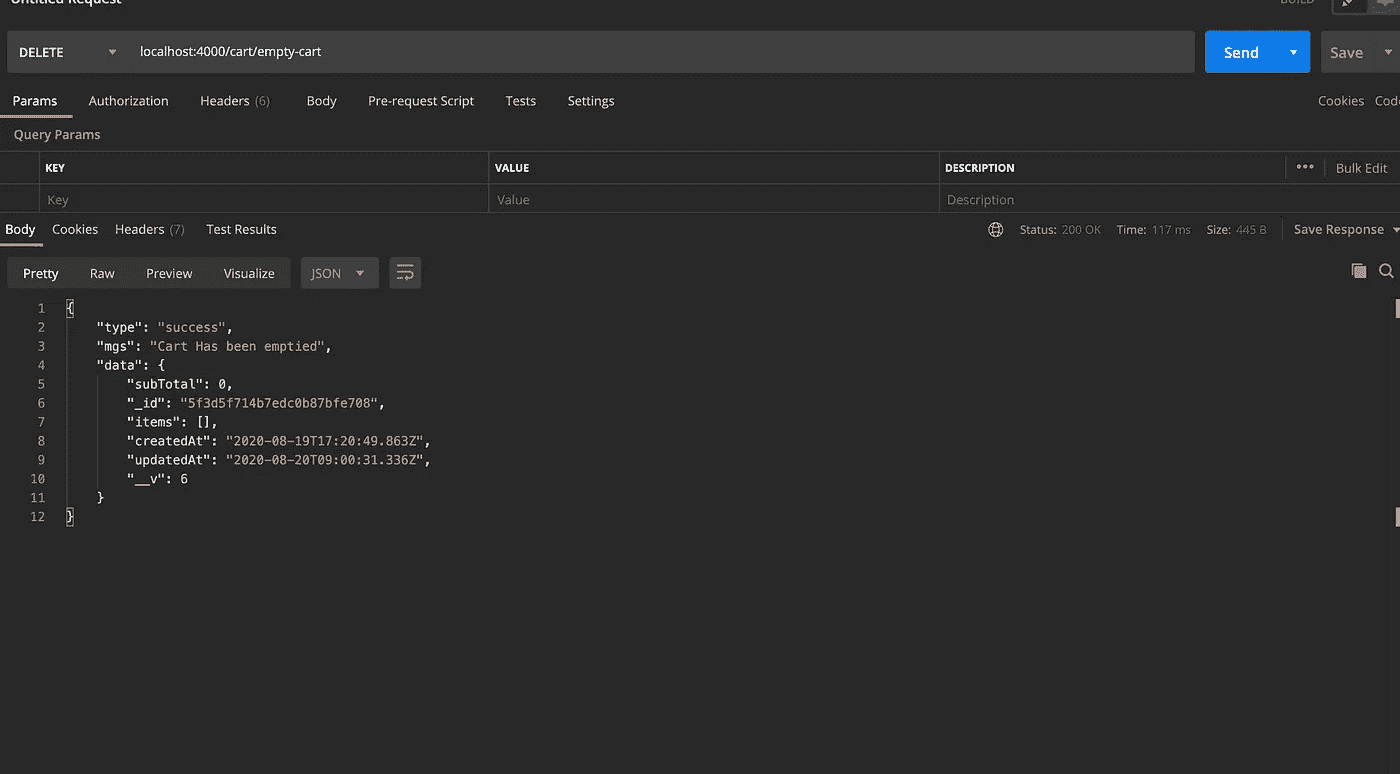 Untitled Request BUILD
DELETE localhost:4000/cart/empty-cart Send Save
Params Authorization Headers (6) Body Pre-request Script Tests Settings Cookies Code
Query Params
KEY VALUE DESCRIPTION ••• Bulk Edit
Key Value Description
Body Cookies Headers (7) Test Results Status: 200 OK Time: 117 ms Size: 445 B Save Response
Pretty Raw Preview Visualize JSON
1 {
2 "type": "success",
3 "mgs": "Cart Has been emptied",
4 "data": {
5 "subTotal": 0,
6 "_id": "5f3d5f714b7edc0b87bfe708",
7 "items": [],
8 "createdAt": "2020-08-19T17:20:49.863Z",
9 "updatedAt": "2020-08-20T09:00:31.336Z",
10 "__v": 6
11 }
12 }